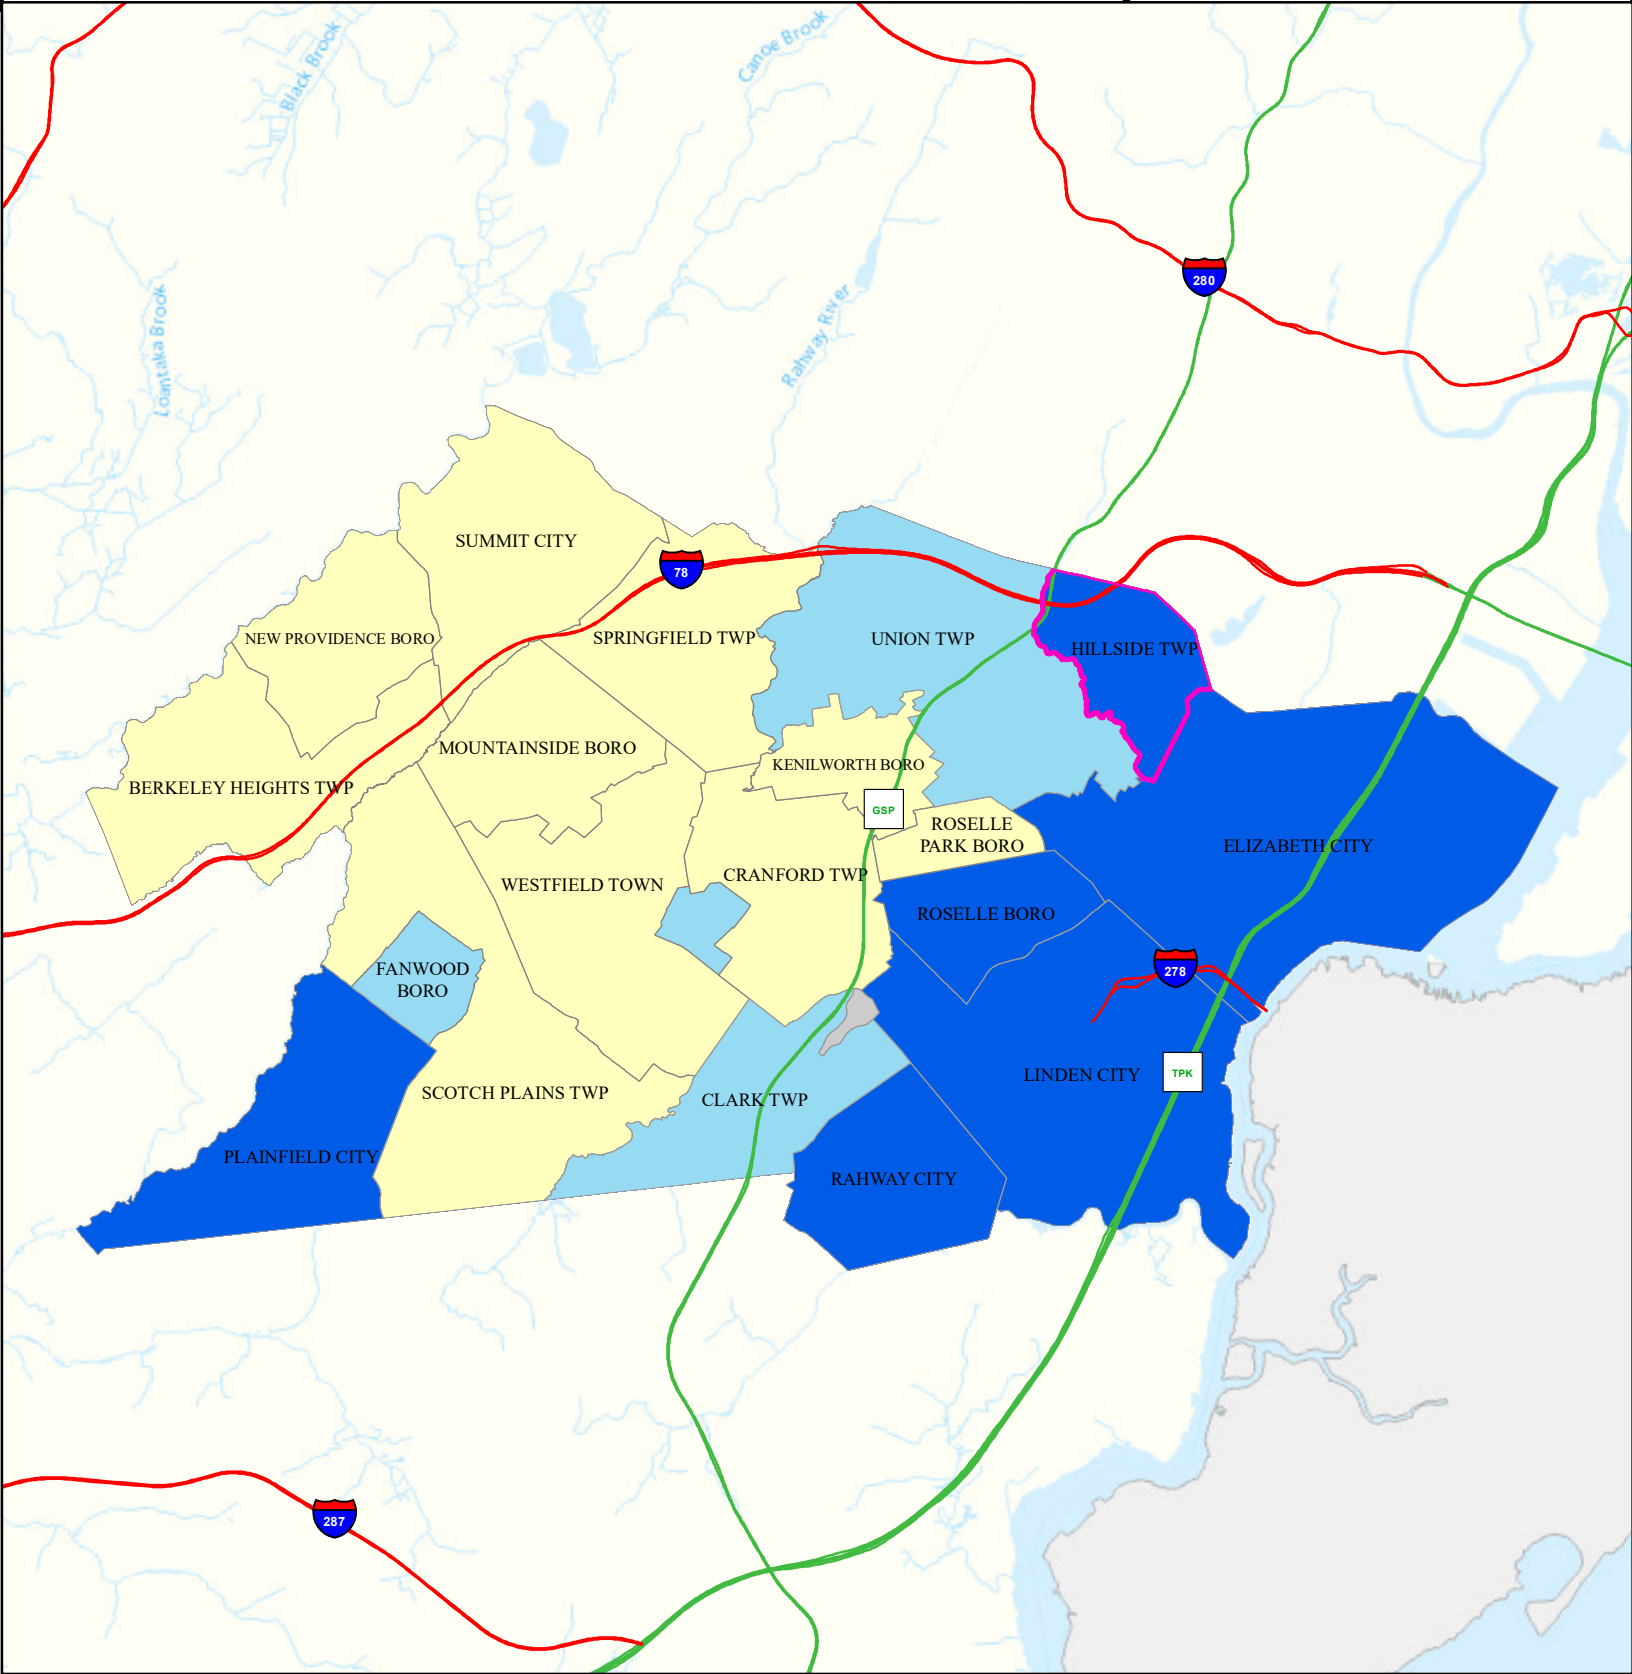 Black Brook
Canoe Brook
280
Loantaka Brook
Rahway River
SUMMIT CITY
78
NEW PROVIDENCE BORO
SPRINGFIELD TWP
UNION TWP
HILLSIDE TWP
MOUNTAINSIDE BORO
KENILWORTH BORO
BERKELEY HEIGHTS TWP
GSP
ROSELLE
PARK BORO
ELIZABETH CITY
WESTFIELD TOWN
CRANFORD TWP
ROSELLE BORO
FANWOOD
BORO
278
LINDEN CITY
TPK
SCOTCH PLAINS TWP
CLARK TWP
PLAINFIELD CITY
RAHWAY CITY
287